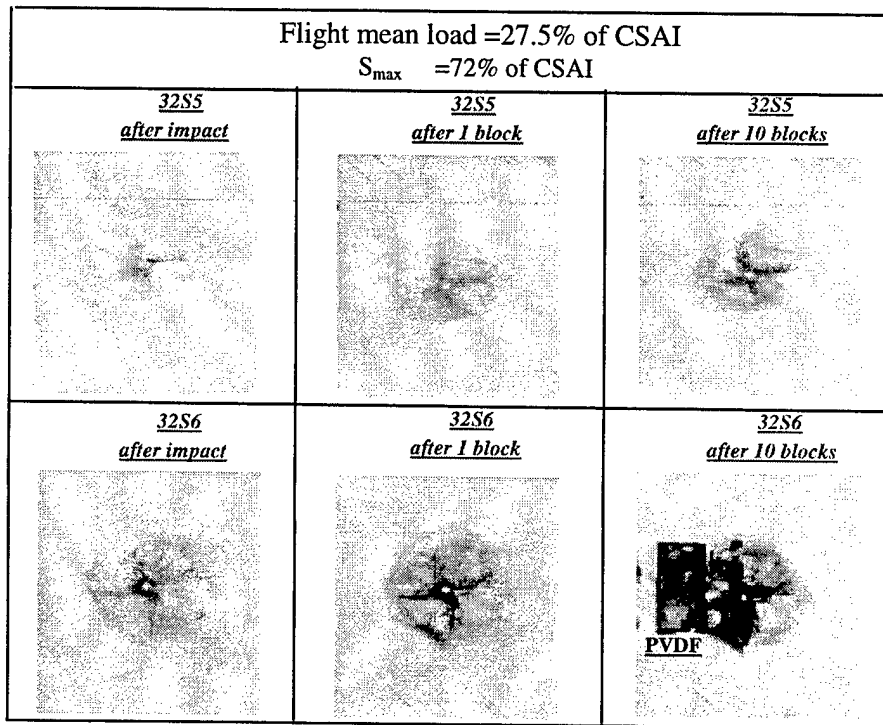 Flight mean load =27.5% of CSAI
Smax =72% of CSAI
32S5
after impact
32S5
after 1 block
32S5
after 10 blocks
32S6
after impact
32S6
after 1 block
32S6
after 10 blocks
PVDF